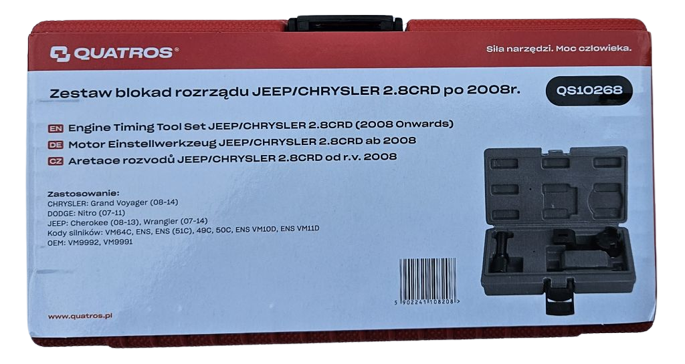 QUATROS®
Siła narzędzi. Moc człowieka.
Zestaw blokad rozrządu JEEP/CHRYSLER 2.8CRD po 2008r.
QS10268
EN Engine Timing Tool Set JEEP/CHRYSLER 2.8CRD (2008 Onwards)
DE Motor Einstellwerkzeug JEEP/CHRYSLER 2.8CRD ab 2008
CZ Aretace rozvodů JEEP/CHRYSLER 2.8CRD od r.v. 2008
Zastosowanie:
CHRYSLER: Grand Voyager (08-14)
DODGE: Nitro (07-11)
JEEP: Cherokee (08-13), Wrangler (07-14)
Kody silników: VM64C, ENS, ENS (51C), 49C, 50C, ENS VM10D, ENS VM11D
OEM: VM9992, VM9991
5 902241 108208 >
www.quatros.pl